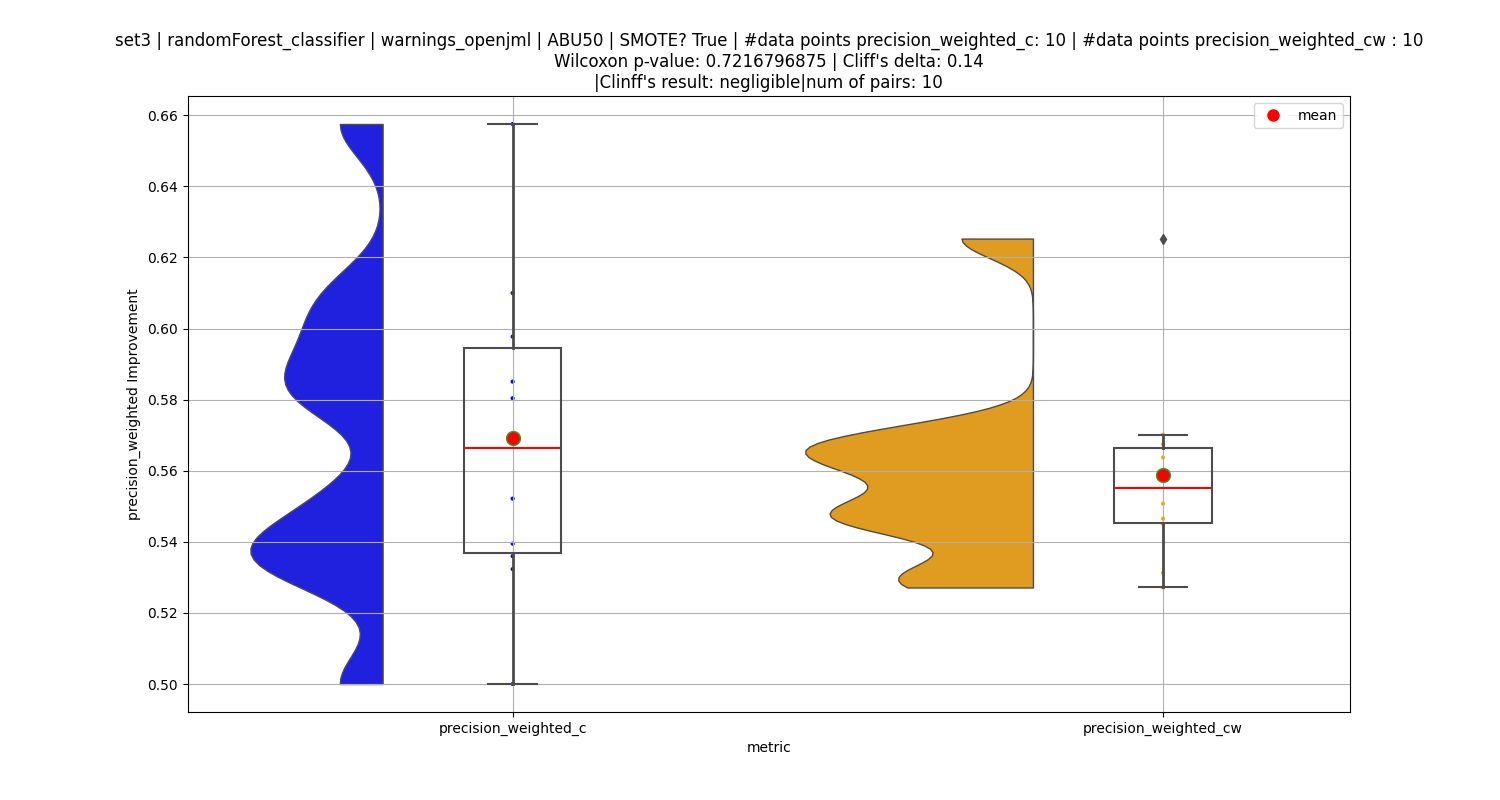 set3 | randomForest_classifier | warnings_openjml | ABU50 | SMOTE? True | #data points precision_weighted_c: 10 | #data points precision_weighted_cw : 10
Wilcoxon p-value: 0.7216796875 | Cliff's delta: 0.14
|Clinff's result: negligible|num of pairs: 10
mean
0.66
0.64
0.62
0.60
0.58
0.56
0.54
0.52
0.50
precision_weighted Improvement
precision_weighted_c
precision_weighted_cw
metric